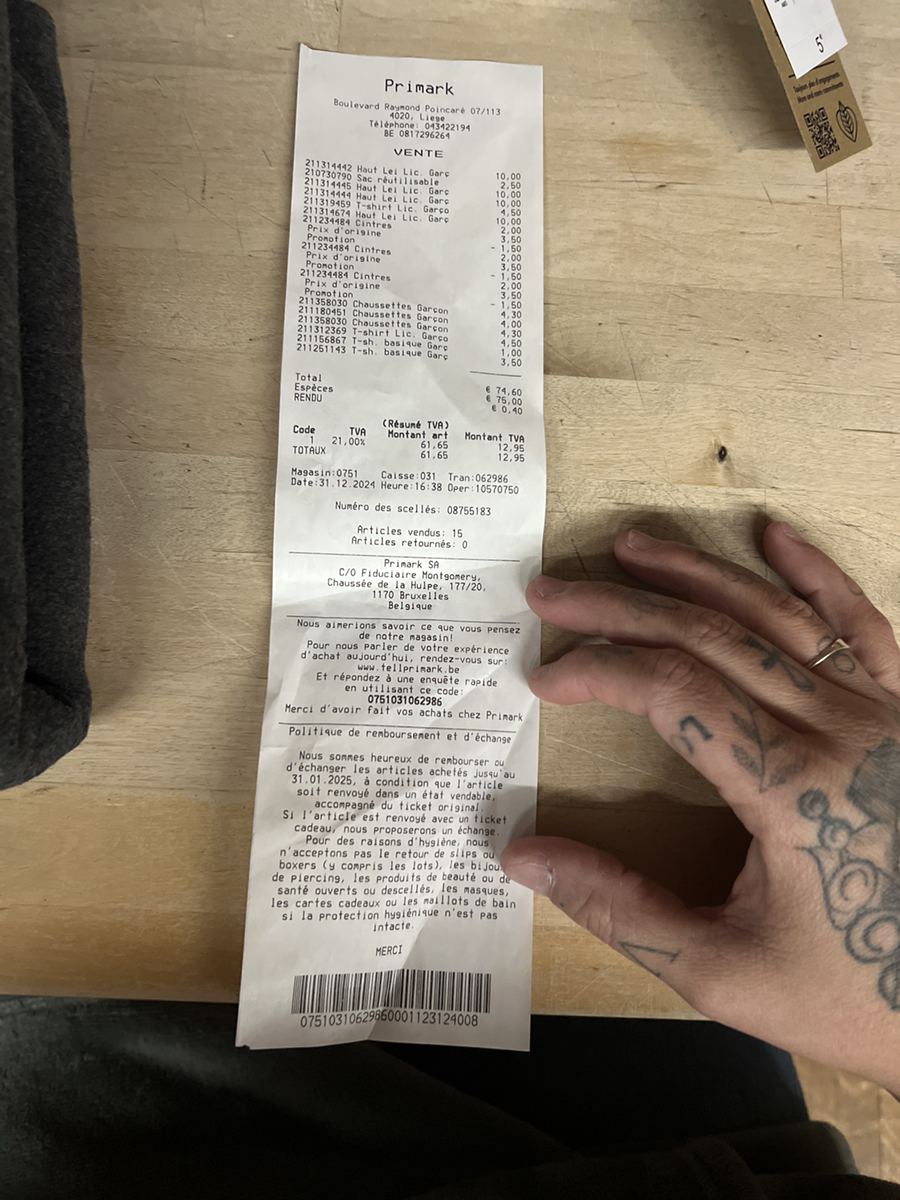 Primark
Boulevard Raymond Poincaré 07/113
4020, Liege
Téléphone: 043422194
BE 0817296264
VENTE
211314442 Haut Lei Lic. Garç 10,00
210730790 Sac réutilisable 2,50
211314445 Haut Lei Lic. Garç 10,00
211314444 Haut Lei Lic. Garç 10,00
211319459 T-shirt Lic. Garço 4,50
211314674 Haut Lei Lic. Garç 10,00
211234484 Cintres 2,00
Prix d'origine 3,50
Promotion - 1,50
211234484 Cintres 2,00
Prix d'origine 3,50
Promotion - 1,50
211234484 Cintres 2,00
Prix d'origine 3,50
Promotion - 1,50
211358030 Chaussettes Garçon 4,30
211180451 Chaussettes Garçon 4,00
211358030 Chaussettes Garçon 4,30
211312369 T-shirt Lic. Garço 4,50
211156867 T-sh. basique Garç 1,00
211251143 T-sh. basique Garç 3,50
Total € 74,60
Espèces € 75,00
RENDU € 0,40
(Résumé TVA)
Code TVA Montant art Montant TVA
1 21,00% 61,65 12,95
TOTAUX 61,65 12,95
Magasin:0751 Caisse:031 Tran:062986
Date:31.12.2024 Heure:16:38 Oper:10570750
Numéro des scellés: 08755183
Articles vendus: 15
Articles retournés: 0
Primark SA
C/O Fiduciaire Montgomery,
Chaussée de la Hulpe, 177/20,
1170 Bruxelles
Belgique
Nous aimerions savoir ce que vous pensez
de notre magasin!
Pour nous parler de votre expérience
d'achat aujourd'hui, rendez-vous sur:
www.tellprimark.be
Et répondez à une enquête rapide
en utilisant ce code:
0751031062986
Merci d'avoir fait vos achats chez Primark
Politique de remboursement et d'échange
Nous sommes heureux de rembourser ou
d'échanger les articles achetés jusqu'au
31.01.2025, à condition que l'article
soit renvoyé dans un état vendable,
accompagné du ticket original.
Si l'article est renvoyé avec un ticket
cadeau, nous proposerons un échange.
Pour des raisons d'hygiène, nous
n'acceptons pas le retour de slips ou
boxers (y compris les lots), les bijoux
de piercing, les produits de beauté ou de
santé ouverts ou descellés, les masques,
les cartes cadeaux ou les maillots de bain
si la protection hygiénique n'est pas
intacte.
MERCI
07510310629860001123124008
Toujours, plus d'engagements.
More and more commitments